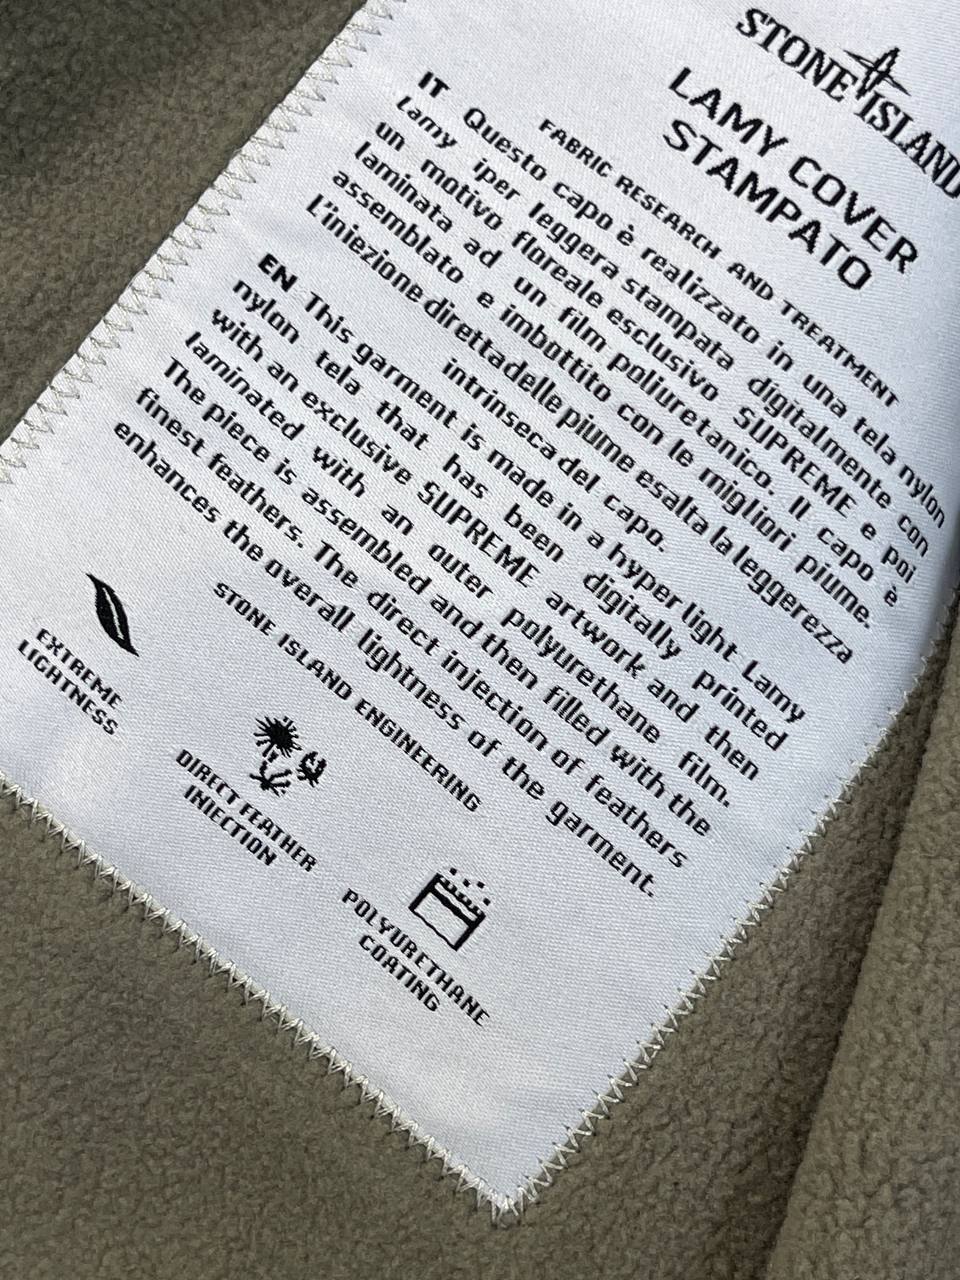 STONE ISLAND
LAMY COVER
STAMPATO
FABRIC RESEARCH AND TREATMENT
IT Questo capo è realizzato in una tela nylon
Lamy iper leggera stampata digitalmente con
un motivo floreale esclusivo SUPREME e poi
laminata ad un film poliuretanico. Il capo è
assemblato e imbottito con le migliori piume.
L'iniezione diretta delle piume esalta la leggerezza
intrinseca del capo.
EN This garment is made in a hyper light Lamy
nylon tela that has been digitally printed
with an exclusive SUPREME artwork and then
laminated with an outer polyurethane film.
The piece is assembled and then filled with the
finest feathers. The direct injection of feathers
enhances the overall lightness of the garment.
STONE ISLAND ENGINEERING
EXTREME
LIGHTNESS
DIRECT FEATHER
INJECTION
POLYURETHANE
COATING